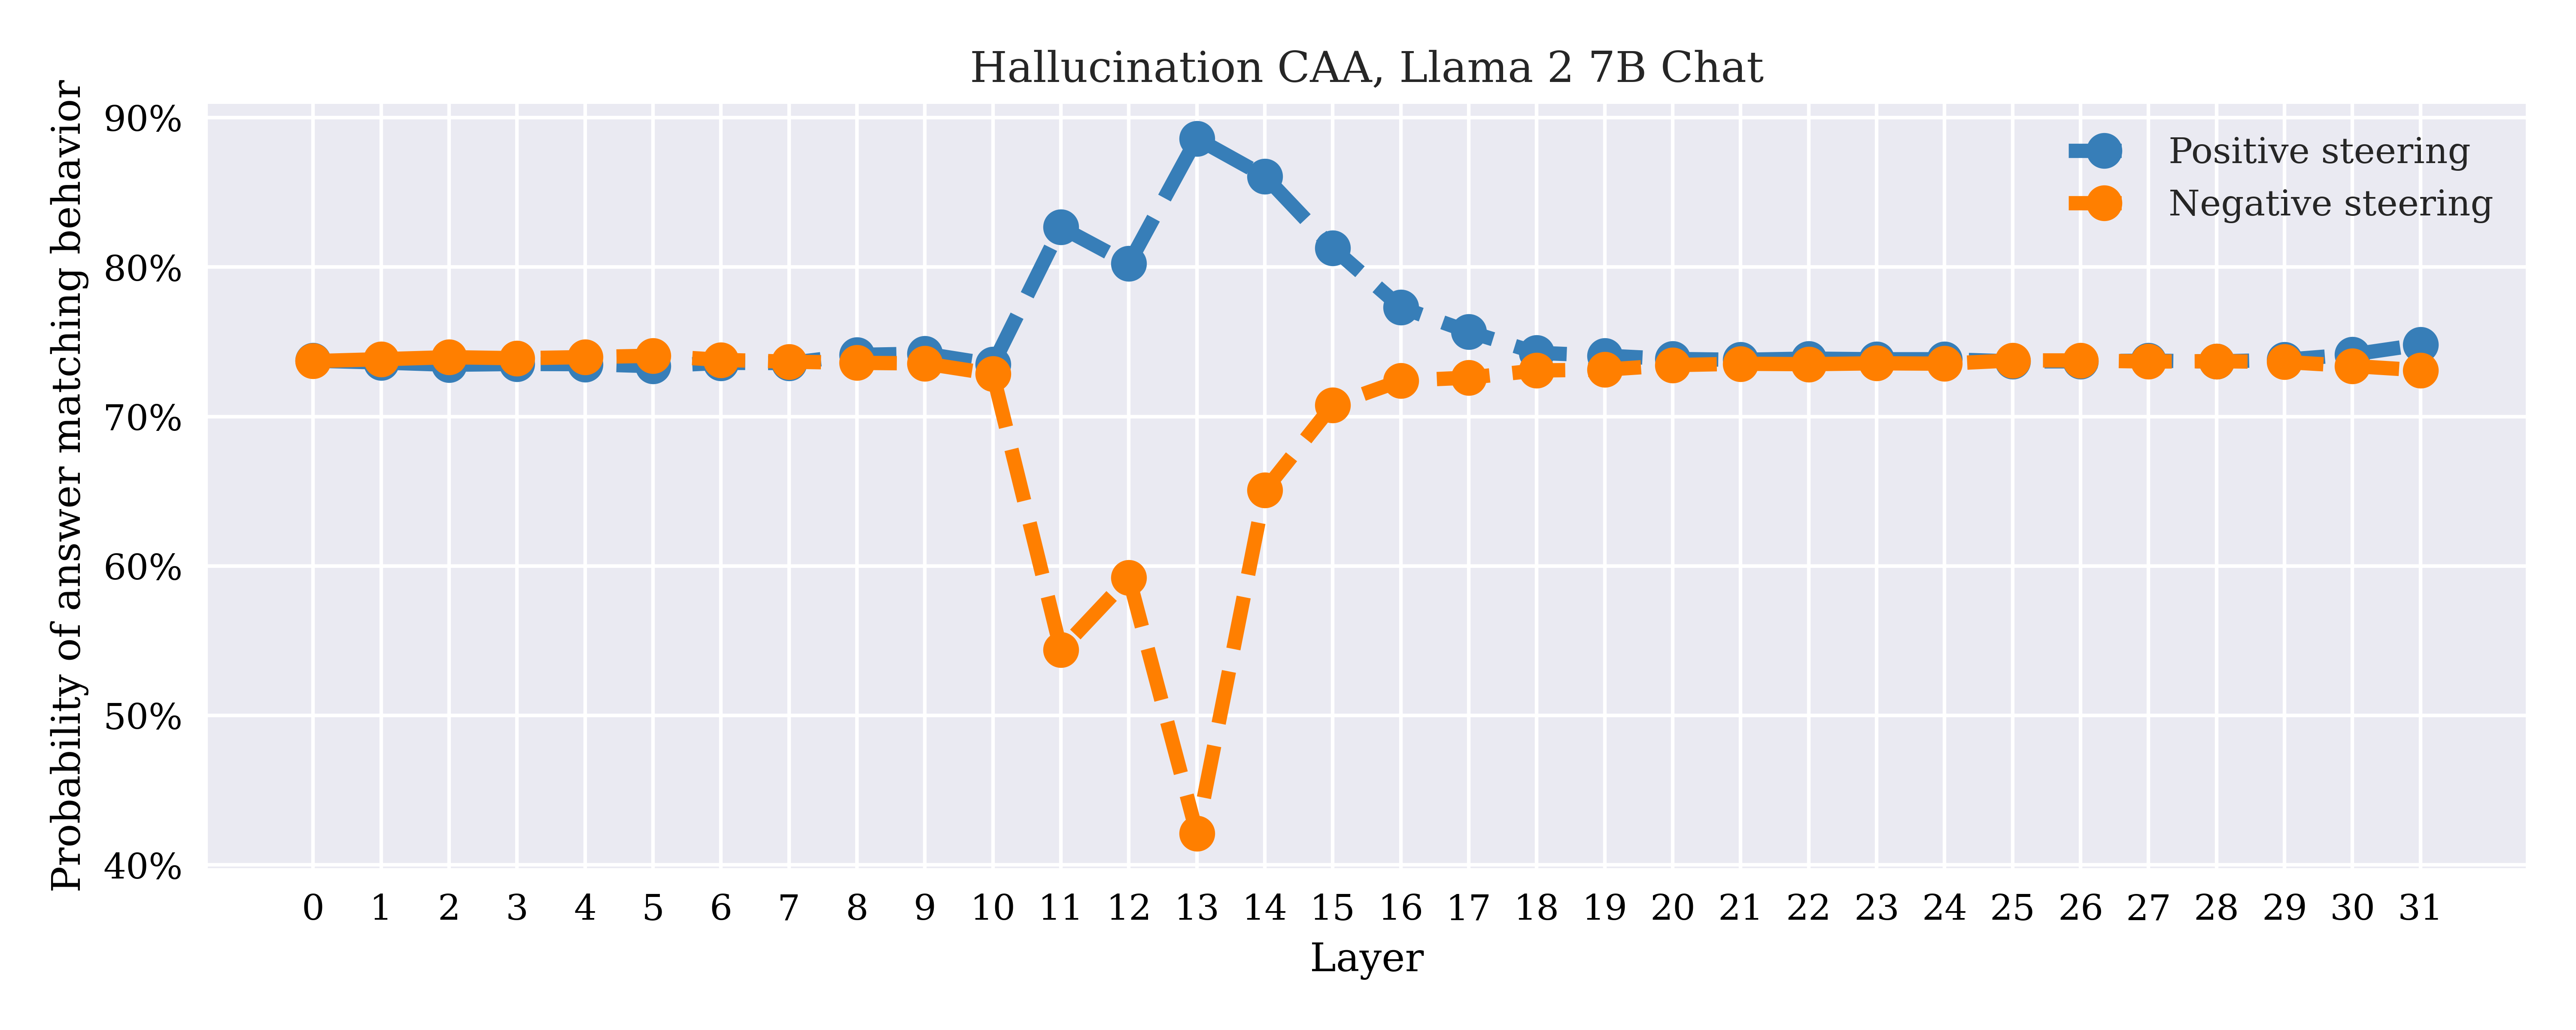 Hallucination CAA, Llama 2 7B Chat
Probability of answer matching behavior
90%
80%
70%
60%
50%
40%
Positive steering
Negative steering
0 1 2 3 4 5 6 7 8 9 10 11 12 13 14 15 16 17 18 19 20 21 22 23 24 25 26 27 28 29 30 31
Layer